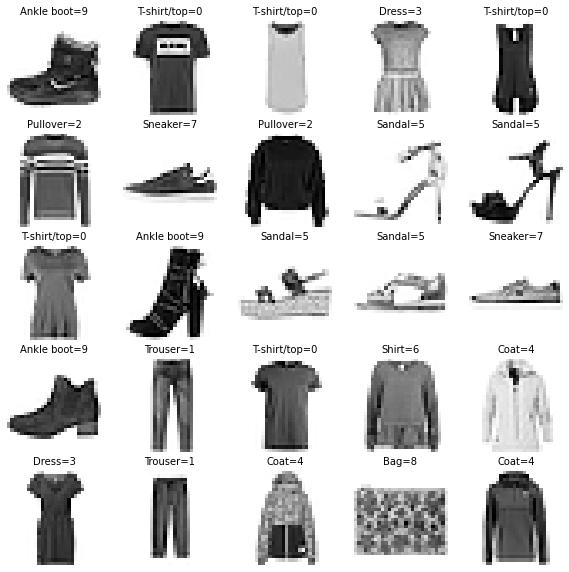 Ankle boot=9 T-shirt/top=0 T-shirt/top=0 Dress=3 T-shirt/top=0
Pullover=2 Sneaker=7 Pullover=2 Sandal=5 Sandal=5
T-shirt/top=0 Ankle boot=9 Sandal=5 Sandal=5 Sneaker=7
Ankle boot=9 Trouser=1 T-shirt/top=0 Shirt=6 Coat=4
Dress=3 Trouser=1 Coat=4 Bag=8 Coat=4